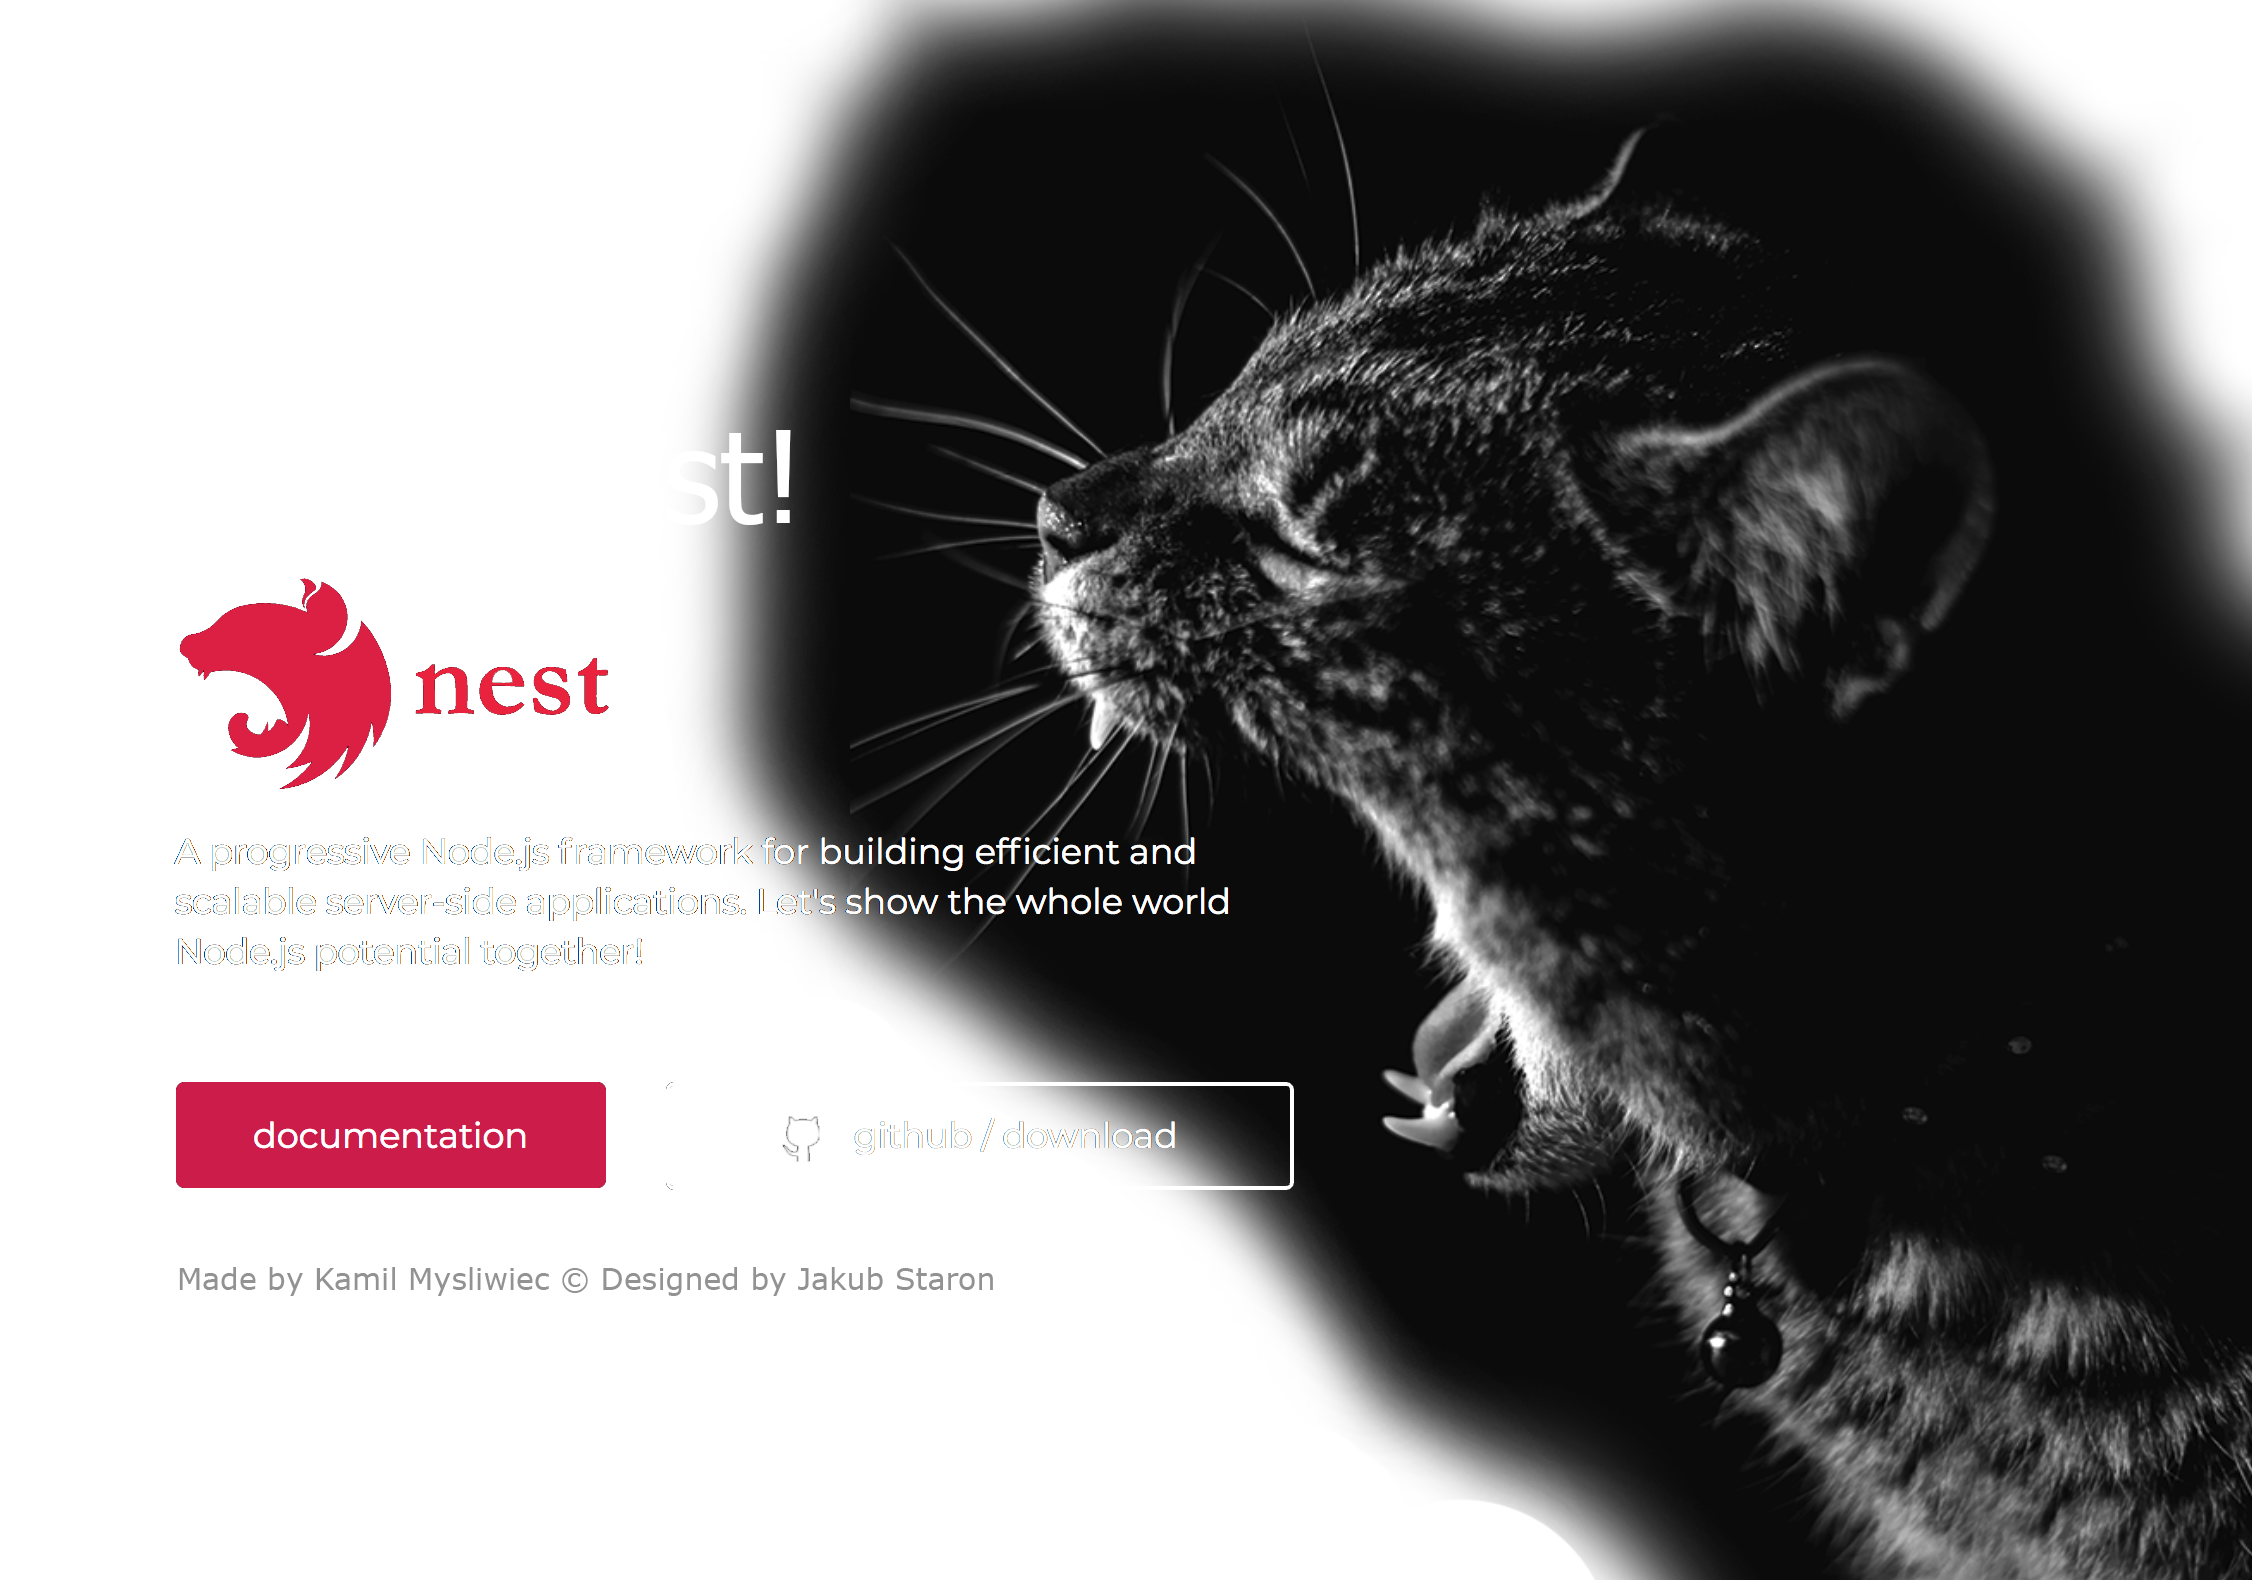 st!
nest
A progressive Node.js framework for building efficient and
scalable server-side applications. Let's show the whole world
Node.js potential together!
documentation
github / download
Made by Kamil Mysliwiec © Designed by Jakub Staron